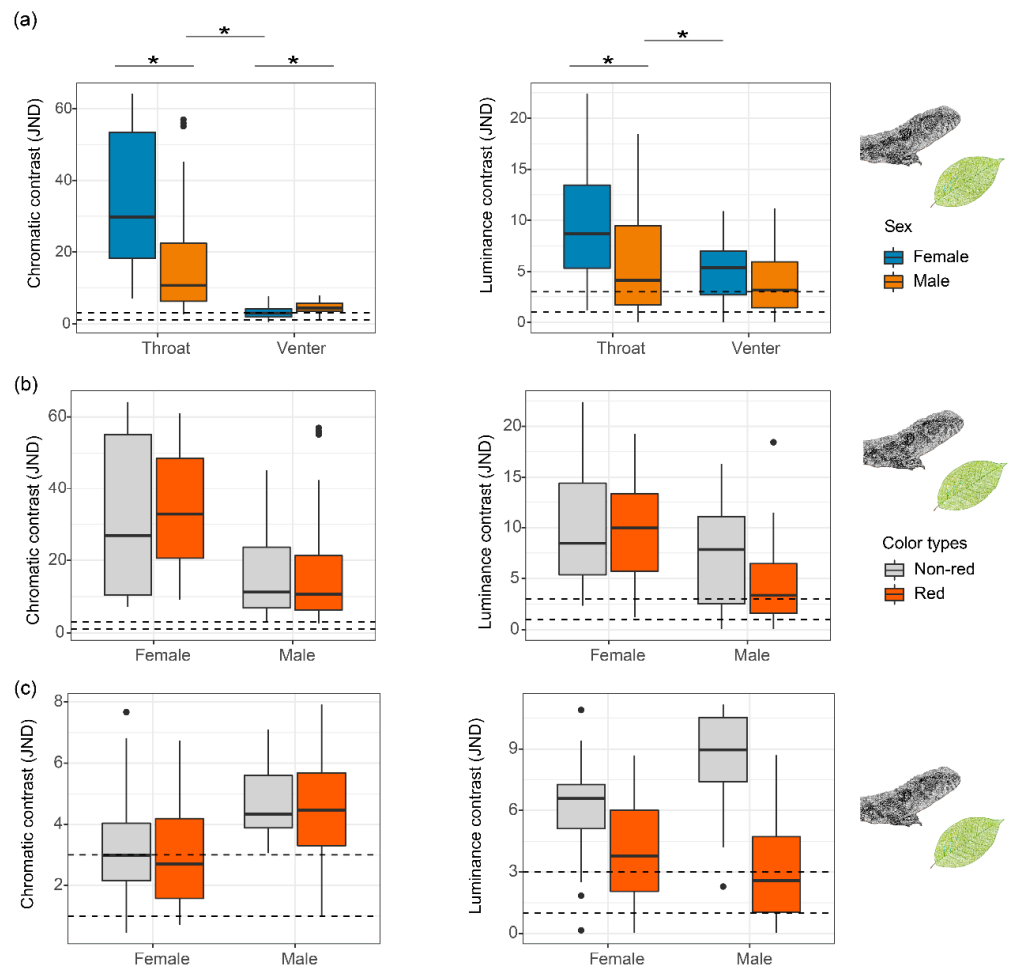 (a)
* *
* * *
Chromatic contrast (JND)
60
40
20
0
Throat Venter
Luminance contrast (JND)
20
15
10
5
0
Throat Venter
Sex
Female
Male
(b)
Chromatic contrast (JND)
60
40
20
0
Female Male
Luminance contrast (JND)
20
15
10
5
0
Female Male
Color types
Non-red
Red
(c)
Chromatic contrast (JND)
8
6
4
2
Female Male
Luminance contrast (JND)
9
6
3
0
Female Male